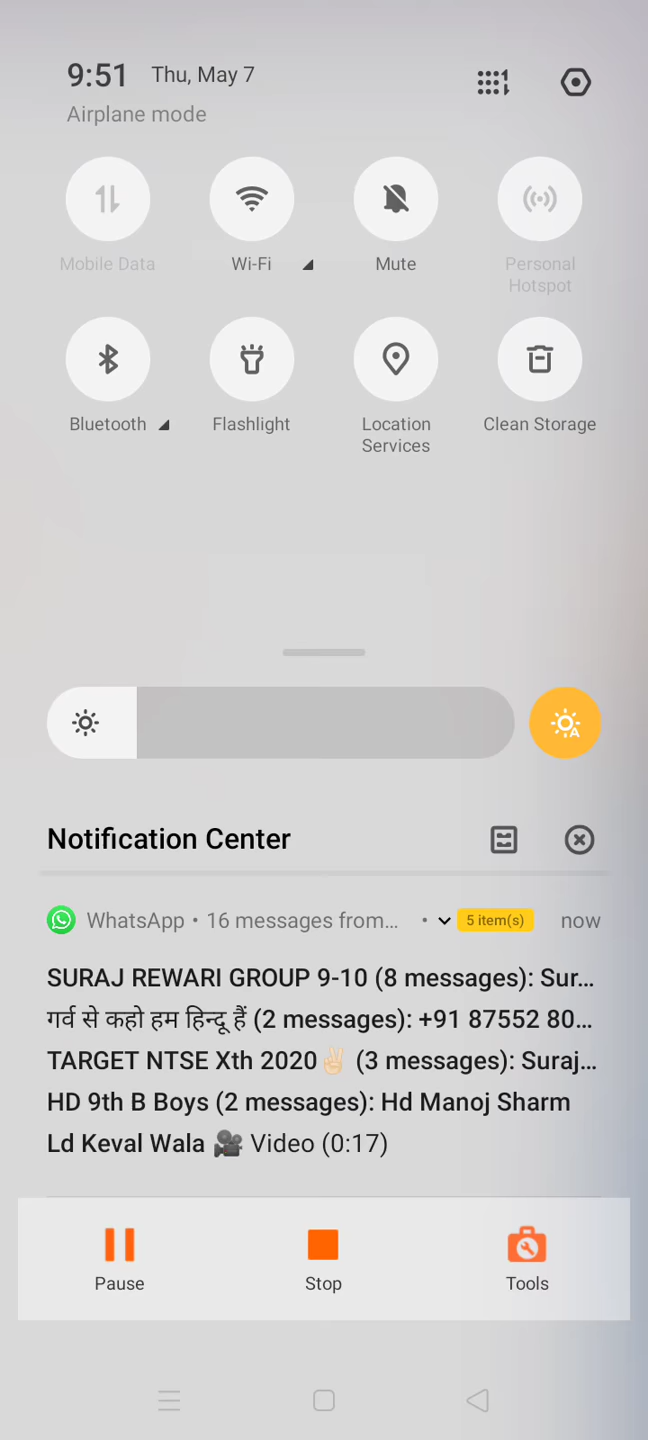 9:51 Thu, May 7
Airplane mode
Mobile Data Wi-Fi Mute Personal Hotspot
Bluetooth Flashlight Location Services Clean Storage
Notification Center
WhatsApp • 16 messages from... • 5 item(s) now
SURAJ REWARI GROUP 9-10 (8 messages): Sur...
गर्व से कहो हम हिन्दू हैं (2 messages): +91 87552 80...
TARGET NTSE Xth 2020✌🏻 (3 messages): Suraj...
HD 9th B Boys (2 messages): Hd Manoj Sharm
Ld Keval Wala 🎥 Video (0:17)
Pause Stop Tools